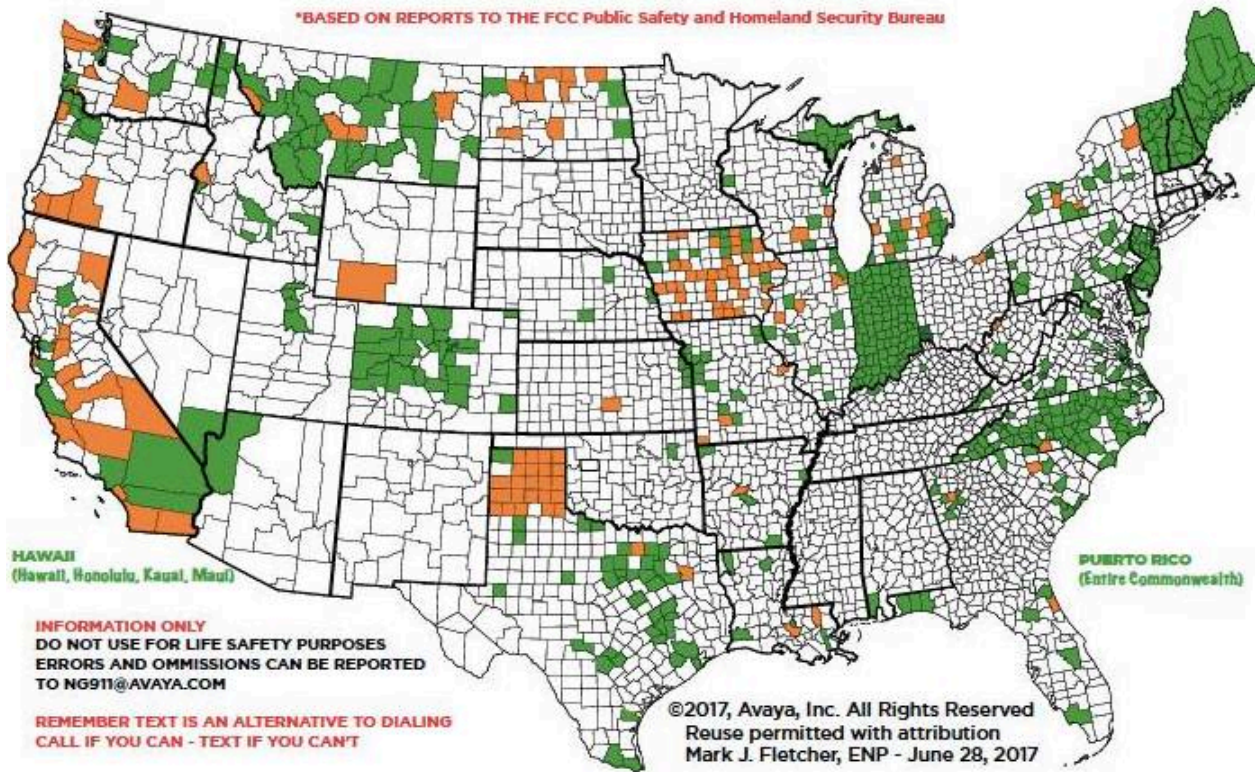 *BASED ON REPORTS TO THE FCC Public Safety and Homeland Security Bureau
HAWAII
(Hawaii, Honolulu, Kauai, Maui)
PUERTO RICO
(Entire Commonwealth)
INFORMATION ONLY
DO NOT USE FOR LIFE SAFETY PURPOSES
ERRORS AND OMMISSIONS CAN BE REPORTED
TO NG911@AVAYA.COM
REMEMBER TEXT IS AN ALTERNATIVE TO DIALING
CALL IF YOU CAN - TEXT IF YOU CAN'T
©2017, Avaya, Inc. All Rights Reserved
Reuse permitted with attribution
Mark J. Fletcher, ENP - June 28, 2017